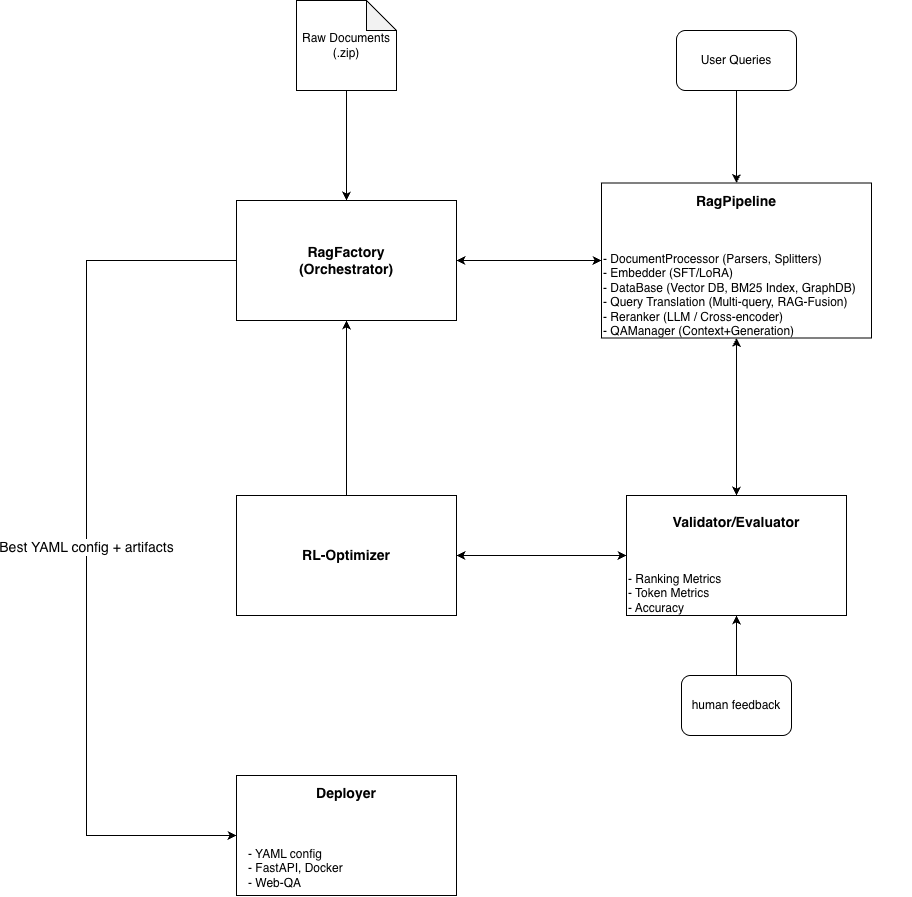 Raw Documents
(.zip)
User Queries
RagFactory
(Orchestrator)
RagPipeline
- DocumentProcessor (Parsers, Splitters)
- Embedder (SFT/LoRA)
- DataBase (Vector DB, BM25 Index, GraphDB)
- Query Translation (Multi-query, RAG-Fusion)
- Reranker (LLM / Cross-encoder)
- QAManager (Context+Generation)
Best YAML config + artifacts
RL-Optimizer
Validator/Evaluator
- Ranking Metrics
- Token Metrics
- Accuracy
human feedback
Deployer
- YAML config
- FastAPI, Docker
- Web-QA